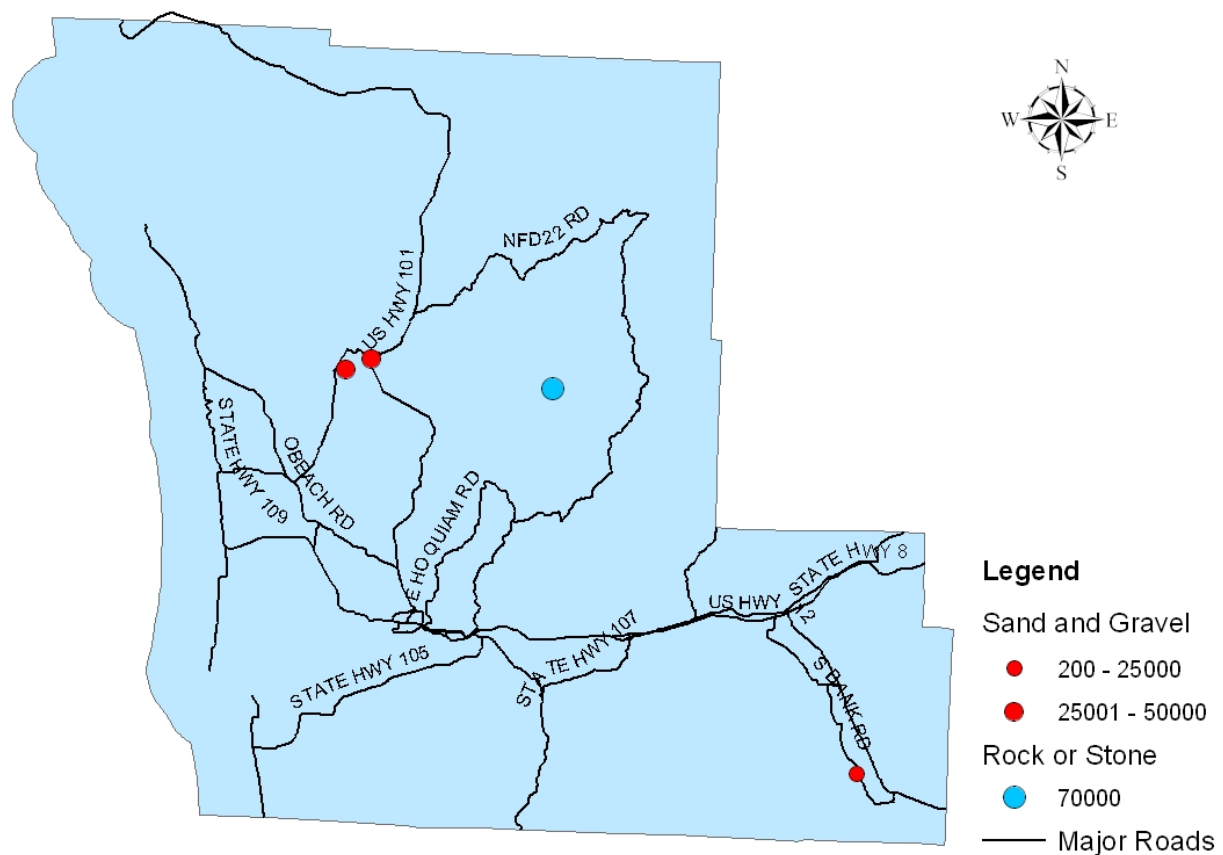 N
W E
S
NFD22 RD
US HWY 101
STATE HWY 109
OBEACH RD
E HOQUIAM RD
STATE HWY 8
US HWY 12
STATE HWY 107
STATE HWY 105
S BANK RD
Legend
Sand and Gravel
200 - 25000
25001 - 50000
Rock or Stone
70000
Major Roads